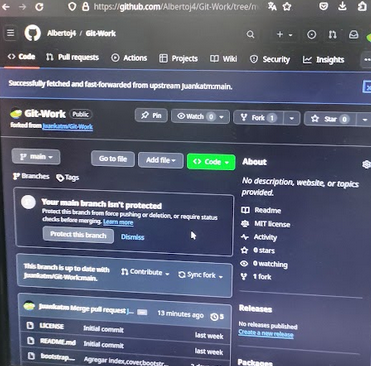 https://github.com/Albertoj4/Git-Work/tree/m
Albertoj4 / Git-Work
Code
Pull requests
Actions
Projects
Wiki
Security
Insights
Successfully fetched and fast-forwarded from upstream Juankatm:main.
Git-Work Public
forked from Juankatm/Git-Work
Pin
Watch 0
Fork 1
Star 0
main
Go to file
Add file
Code
Branches
Tags
Your main branch isn't protected
Protect this branch from force pushing or deletion, or require status
checks before merging. Learn more
Protect this branch
Dismiss
This branch is up to date with
Juankatm/Git-Work:main.
Contribute
Sync fork
Juankatm Merge pull request
13 minutes ago
LICENSE Initial commit last week
README.md Initial commit last week
bootstrap... Agregar index,cover,bootstr...
About
No description, website, or topics
provided.
Readme
MIT license
Activity
0 stars
0 watching
1 fork
Releases
No releases published
Create a new release
Packages